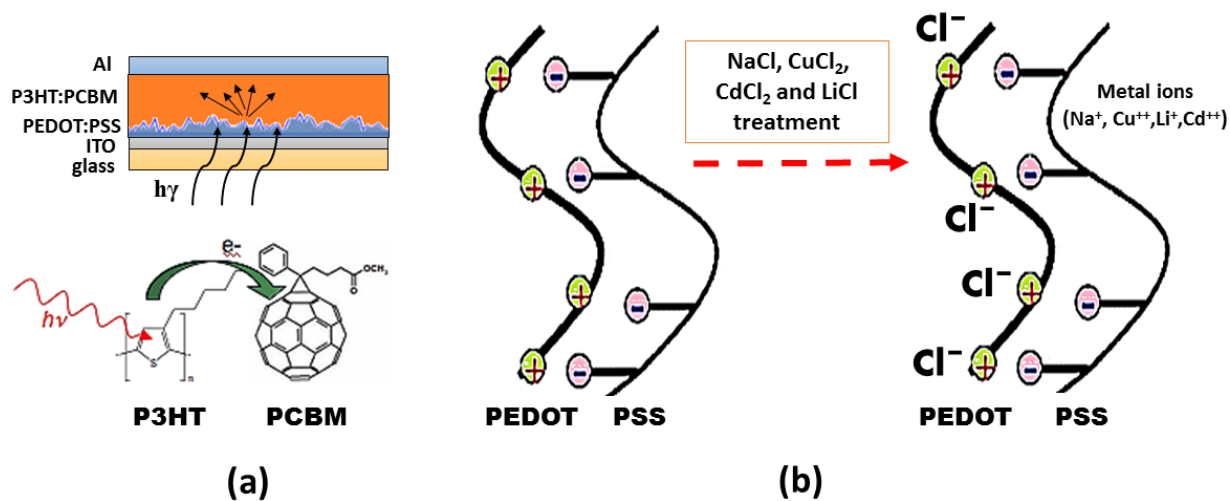 Al
P3HT:PCBM
PEDOT:PSS
ITO
glass
hγ
e-
OCH₃
O
hν
S
n
P3HT PCBM
(a)
NaCl, CuCl₂,
CdCl₂ and LiCl
treatment
PEDOT PSS
Cl⁻
Metal ions
(Na⁺, Cu⁺⁺,Li⁺,Cd⁺⁺)
Cl⁻
Cl⁻
Cl⁻
PEDOT PSS
(b)